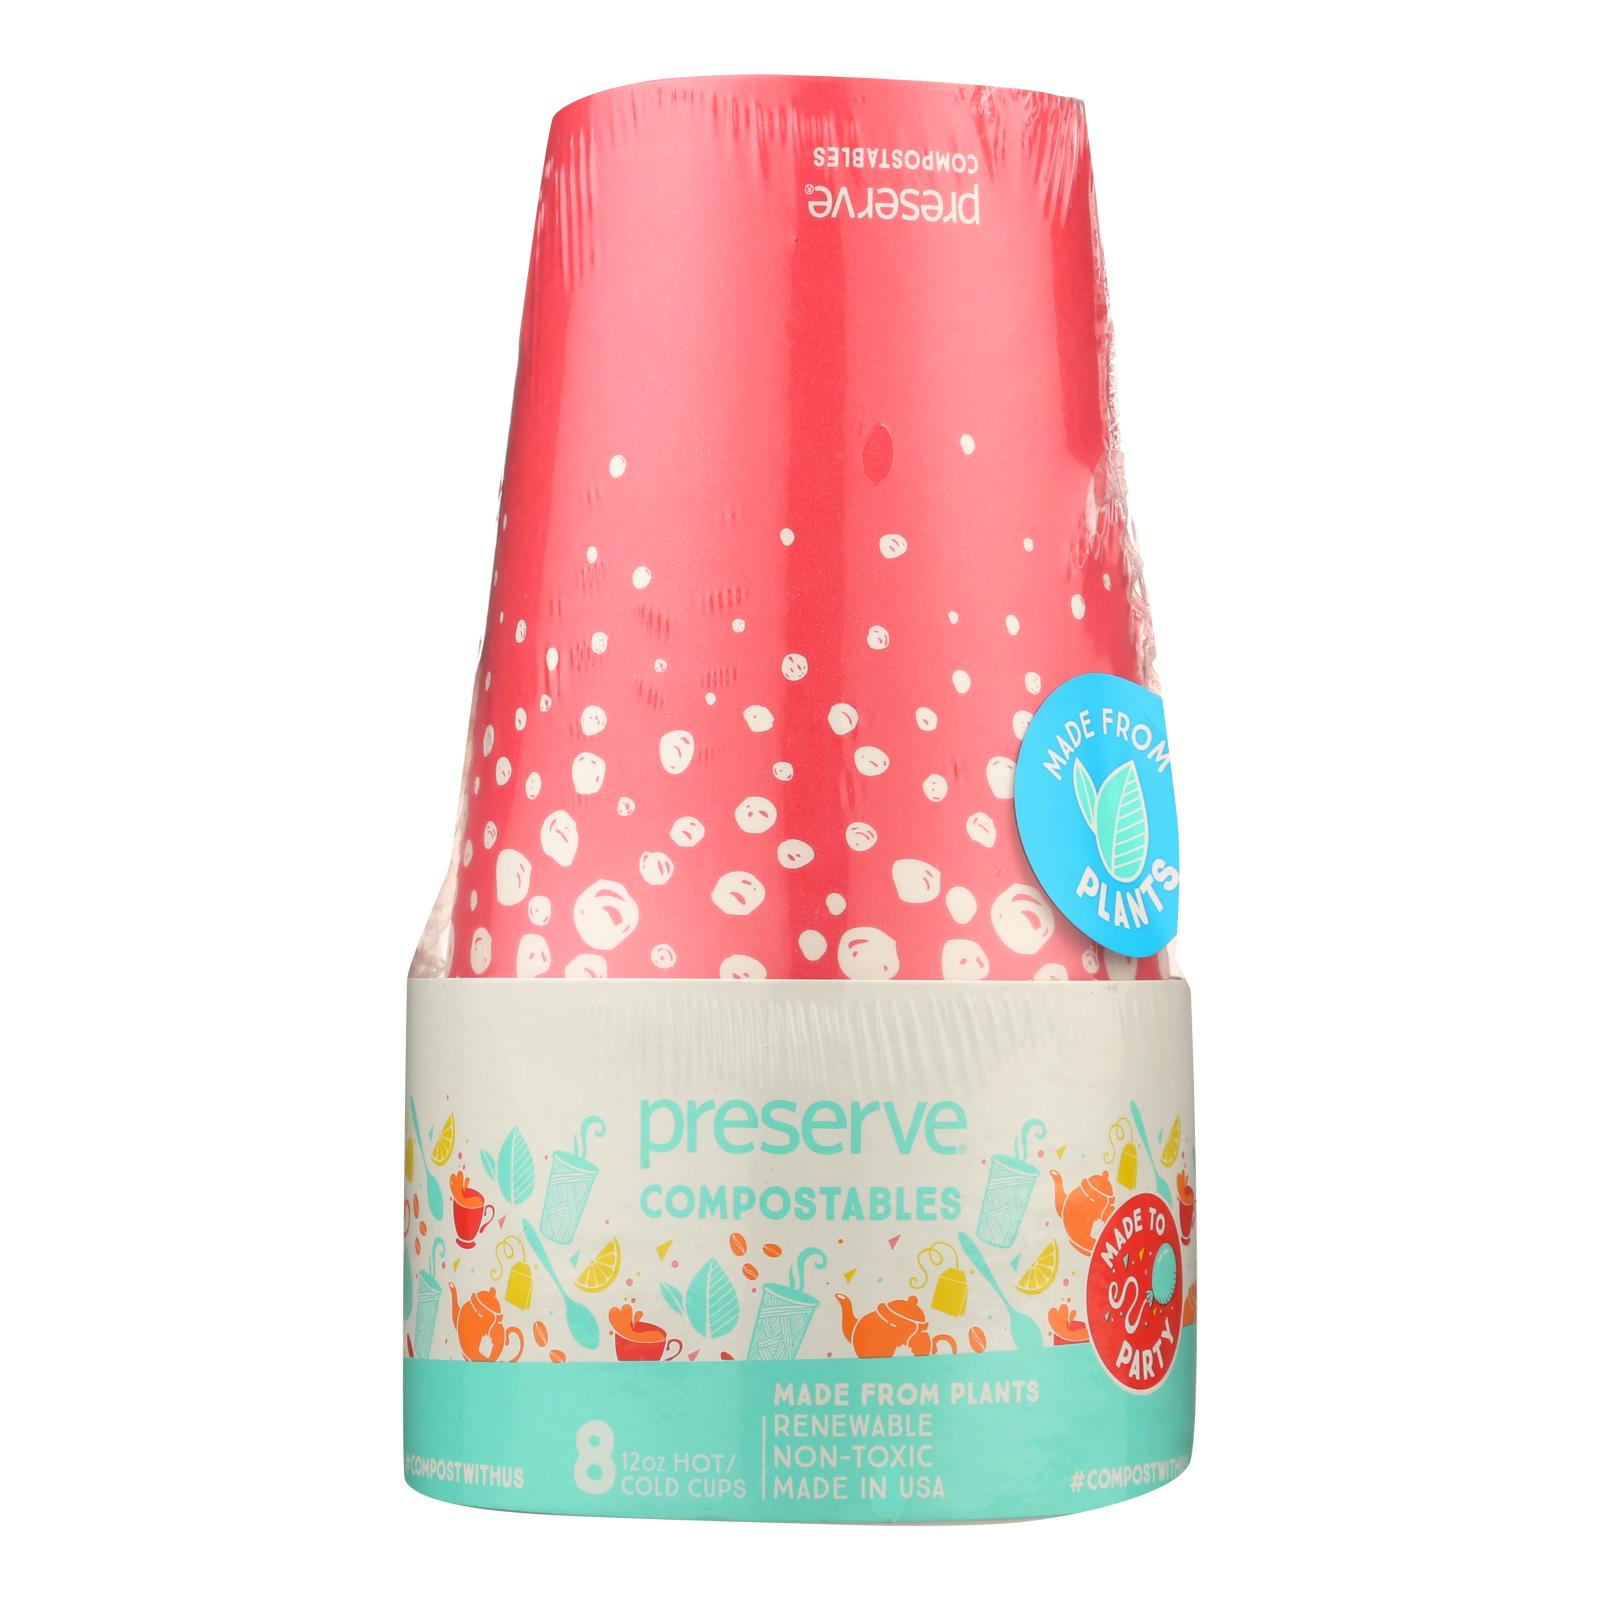 preserve®
COMPOSTABLES
MADE FROM
PLANTS
preserve®
COMPOSTABLES
MADE TO
PARTY
8 12oz HOT/
COLD CUPS
MADE FROM PLANTS
RENEWABLE
NON-TOXIC
MADE IN USA
#COMPOSTWITHUS
#COMPOSTWITHU